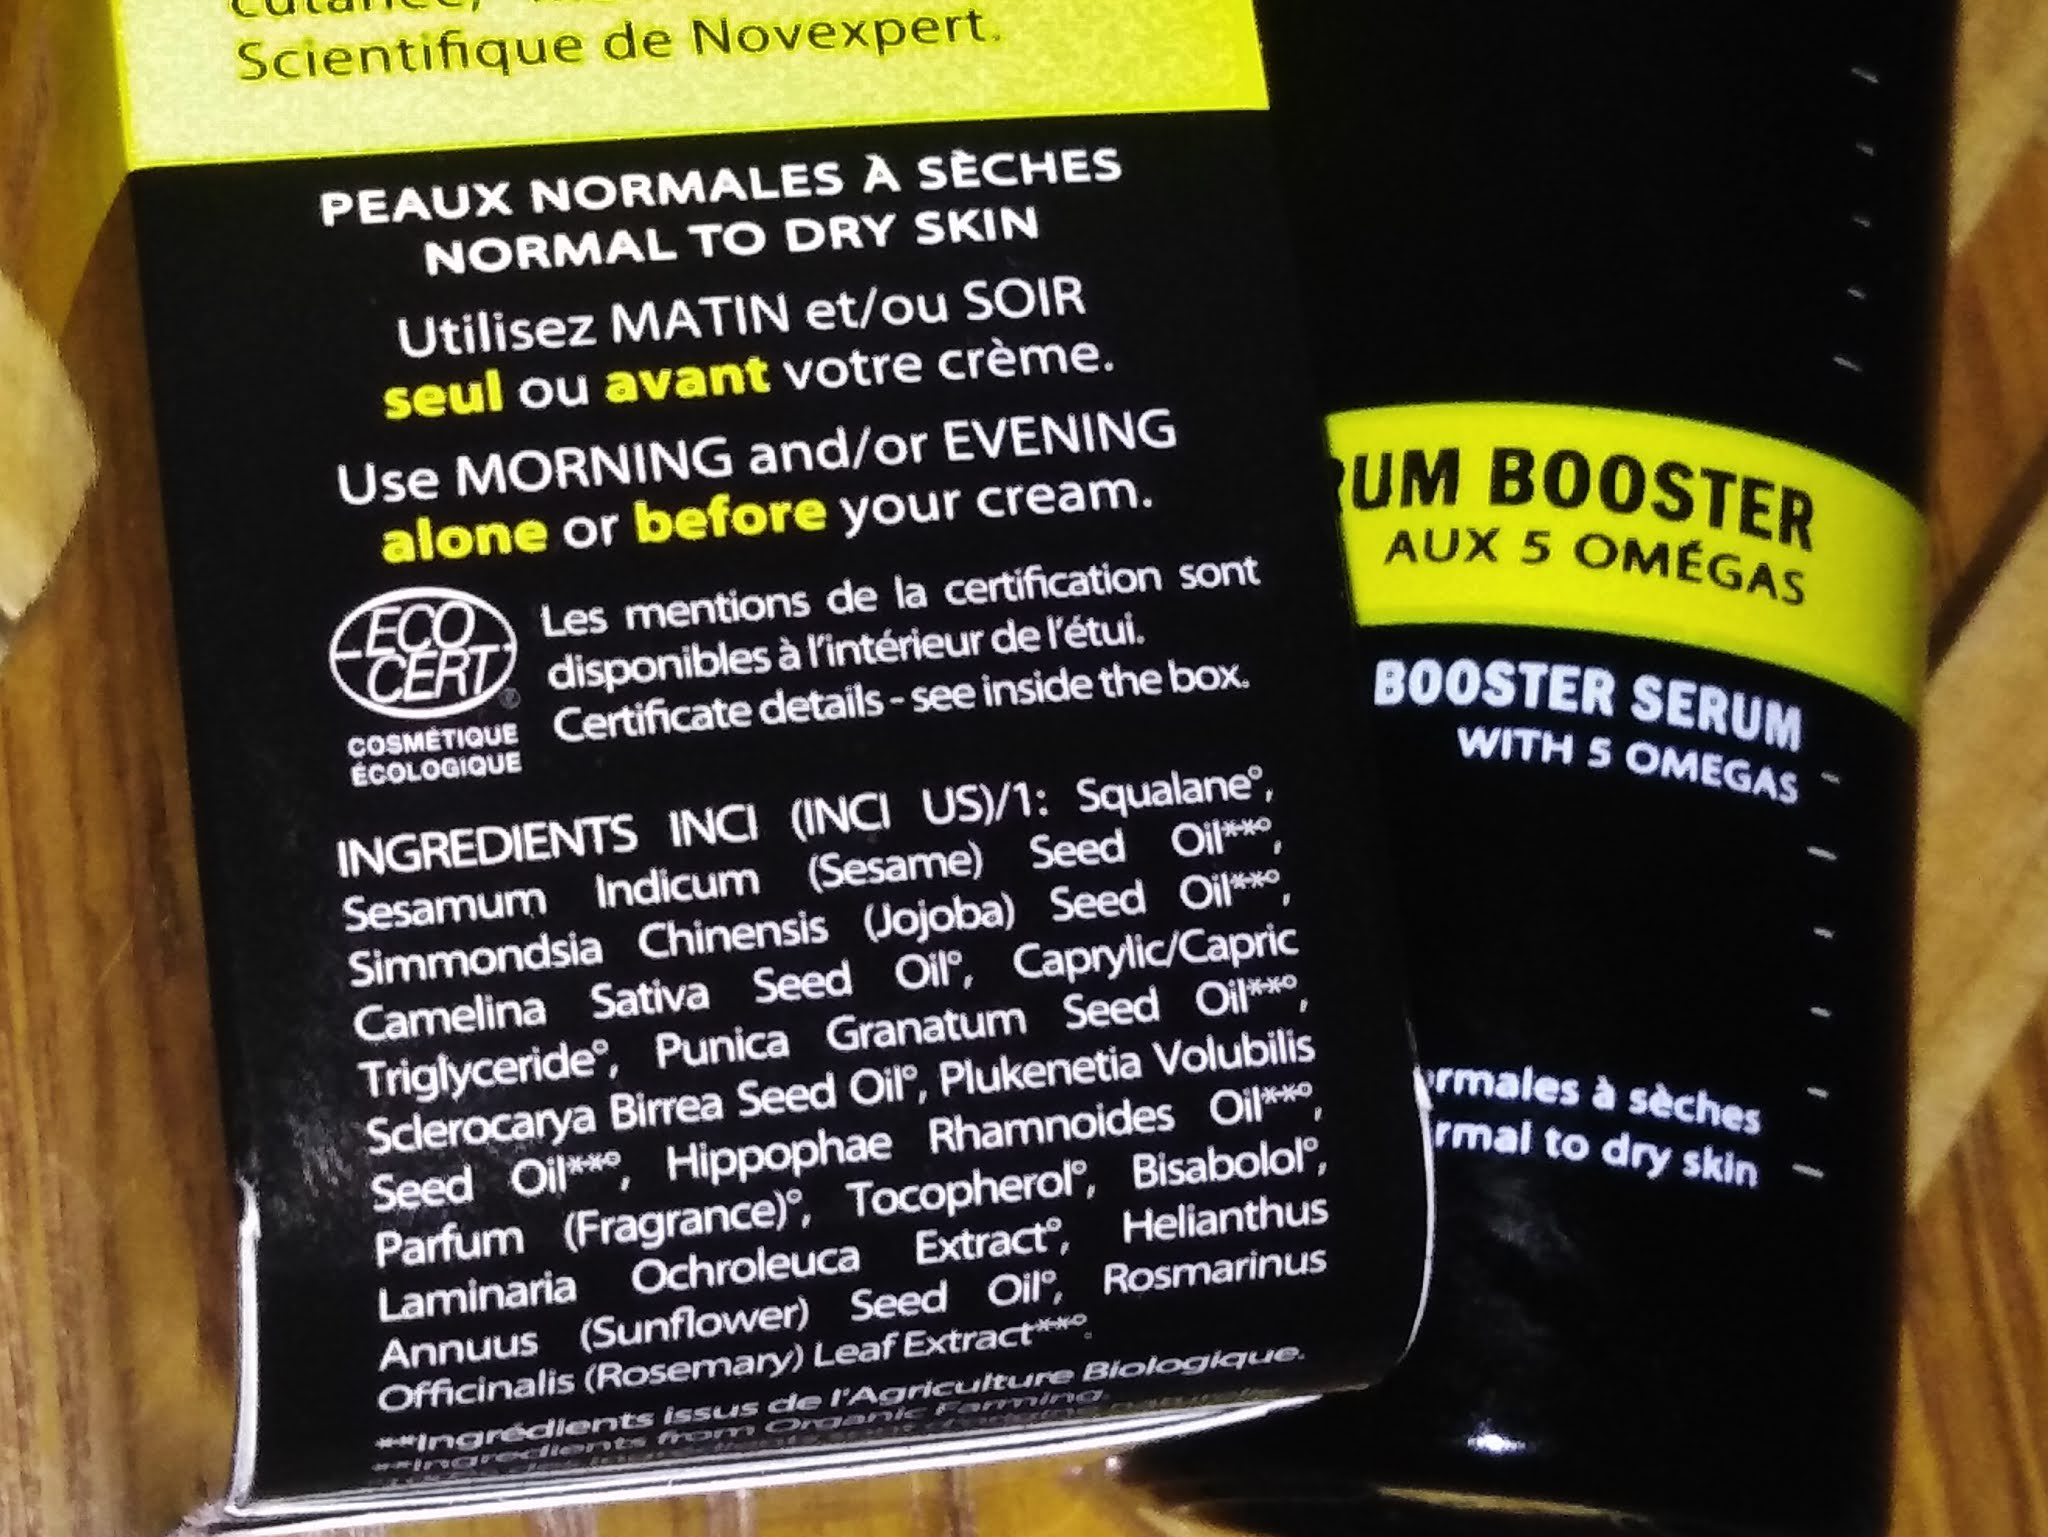 Scientifique de Novexpert.
PEAUX NORMALES À SÈCHES
NORMAL TO DRY SKIN
Utilisez MATIN et/ou SOIR
seul ou avant votre crème.
Use MORNING and/or EVENING
alone or before your cream.
ECO
CERT®
COSMÉTIQUE
ÉCOLOGIQUE
Les mentions de la certification sont
disponibles à l'intérieur de l'étui.
Certificate details - see inside the box.
INGREDIENTS INCI (INCI US)/1: Squalane°,
Sesamum Indicum (Sesame) Seed Oil**°,
Simmondsia Chinensis (Jojoba) Seed Oil**°,
Camelina Sativa Seed Oil°, Caprylic/Capric
Triglyceride°, Punica Granatum Seed Oil**°,
Sclerocarya Birrea Seed Oil°, Plukenetia Volubilis
Seed Oil**°, Hippophae Rhamnoides Oil**°,
Parfum (Fragrance)°, Tocopherol°, Bisabolol°,
Laminaria Ochroleuca Extract°, Helianthus
Annuus (Sunflower) Seed Oil°, Rosmarinus
Officinalis (Rosemary) Leaf Extract**°.
**Ingrédients issus de l'Agriculture Biologique.
**Ingredients from Organic Farming.
RUM BOOSTER
AUX 5 OMÉGAS
BOOSTER SERUM
WITH 5 OMEGAS
rmales à sèches
rmal to dry skin